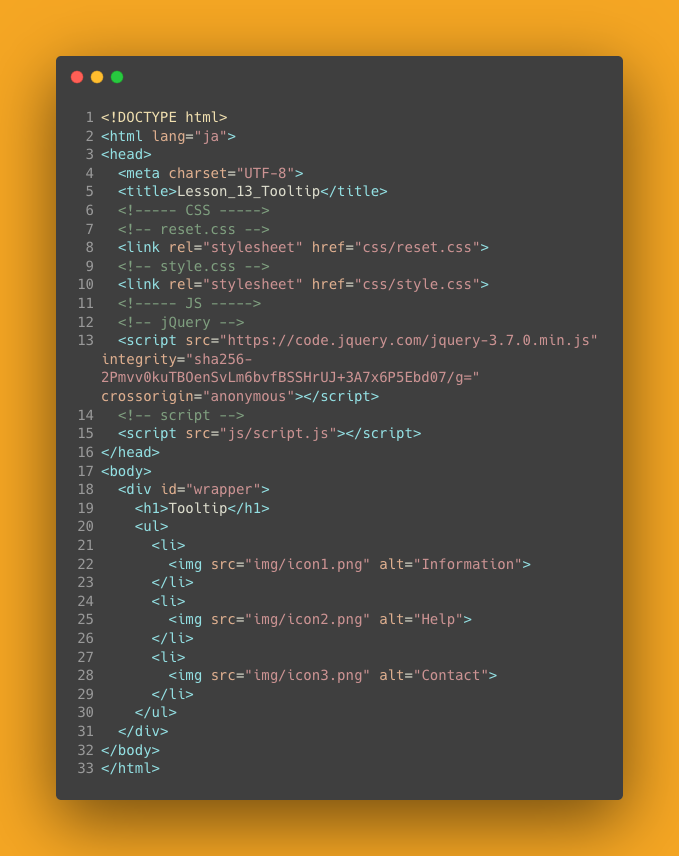 1 <!DOCTYPE html>
2 <html lang="ja">
3 <head>
4   <meta charset="UTF-8">
5   <title>Lesson_13_Tooltip</title>
6   <!----- CSS ----->
7   <!-- reset.css -->
8   <link rel="stylesheet" href="css/reset.css">
9   <!-- style.css -->
10   <link rel="stylesheet" href="css/style.css">
11   <!----- JS ----->
12   <!-- jQuery -->
13   <script src="https://code.jquery.com/jquery-3.7.0.min.js"
integrity="sha256-
2Pmvv0kuTBOenSvLm6bvfBSSHrUJ+3A7x6P5Ebd07/g="
crossorigin="anonymous"></script>
14   <!-- script -->
15   <script src="js/script.js"></script>
16 </head>
17 <body>
18   <div id="wrapper">
19     <h1>Tooltip</h1>
20     <ul>
21       <li>
22         <img src="img/icon1.png" alt="Information">
23       </li>
24       <li>
25         <img src="img/icon2.png" alt="Help">
26       </li>
27       <li>
28         <img src="img/icon3.png" alt="Contact">
29       </li>
30     </ul>
31   </div>
32 </body>
33 </html>